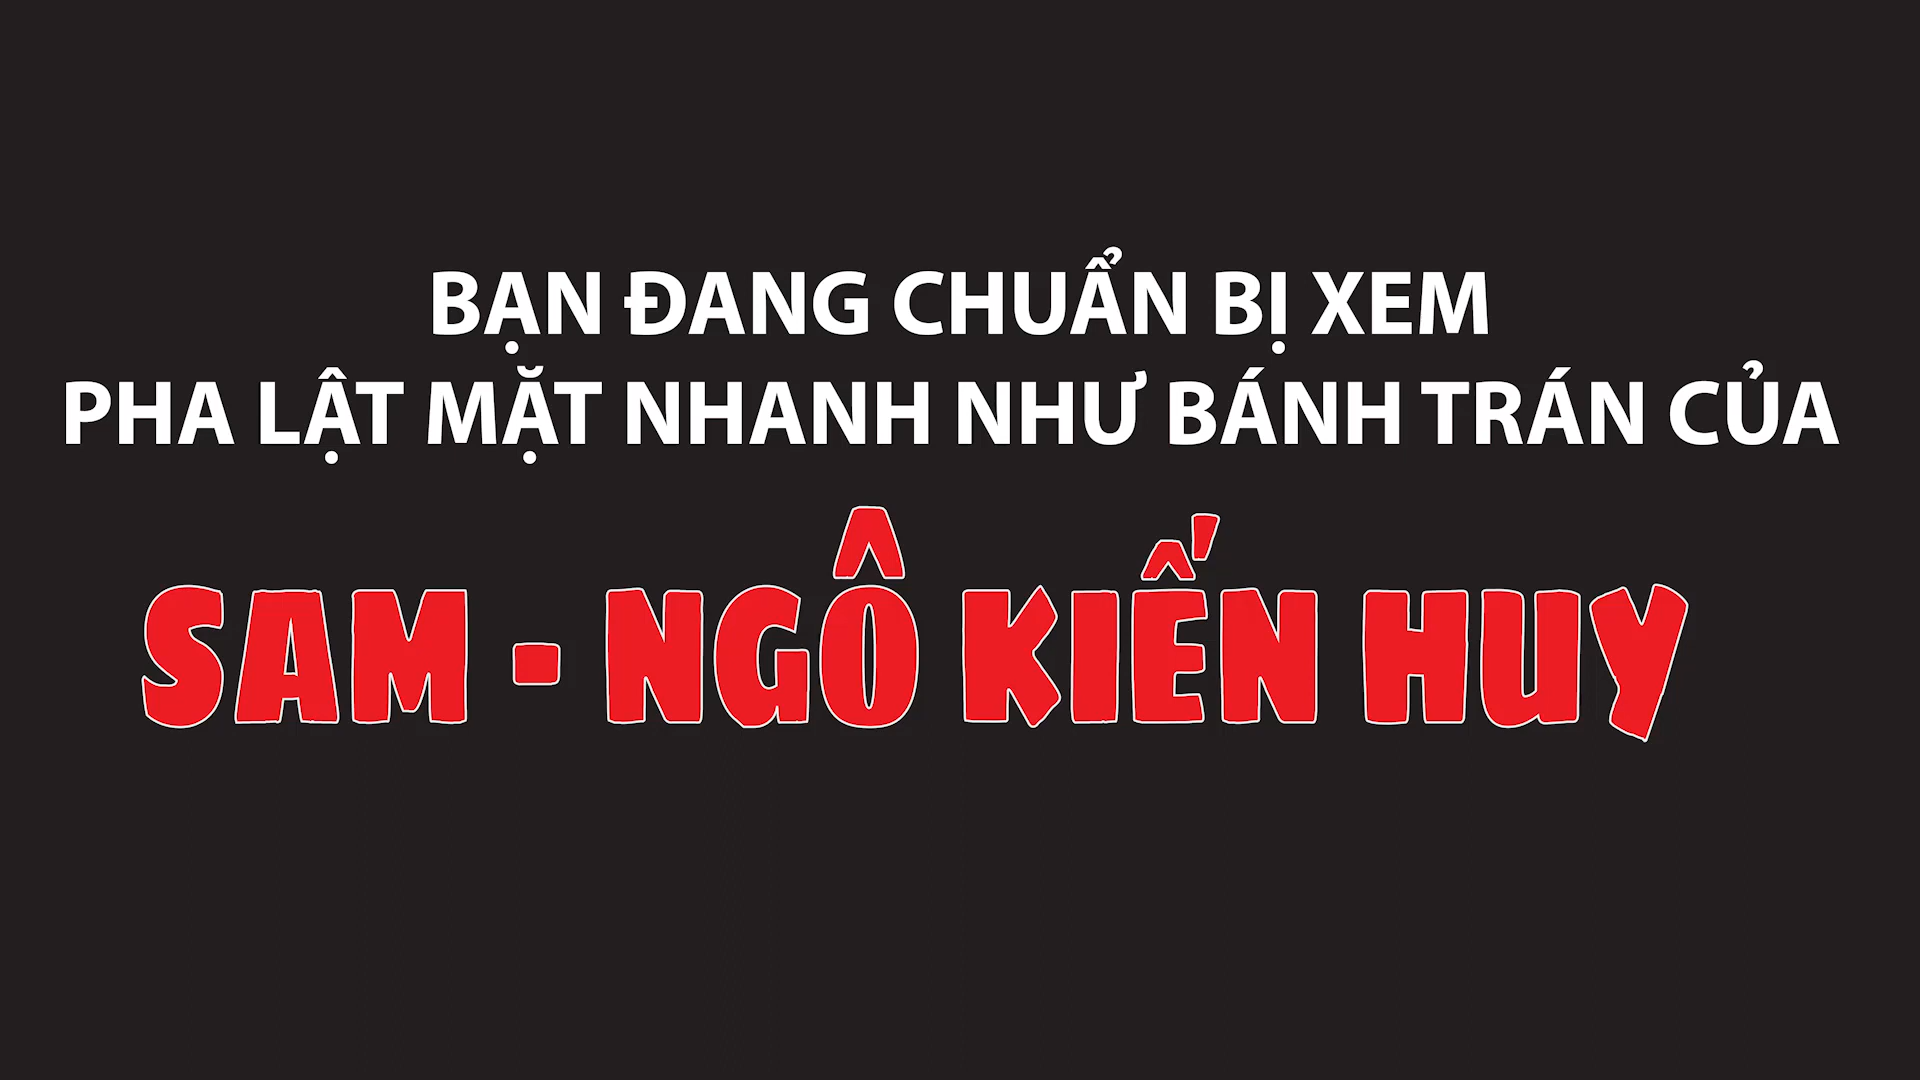 BẠN ĐANG CHUẨN BỊ XEM
PHA LẬT MẶT NHANH NHƯ BÁNH TRÁN CỦA
SAM - NGÔ KIẾN HUY